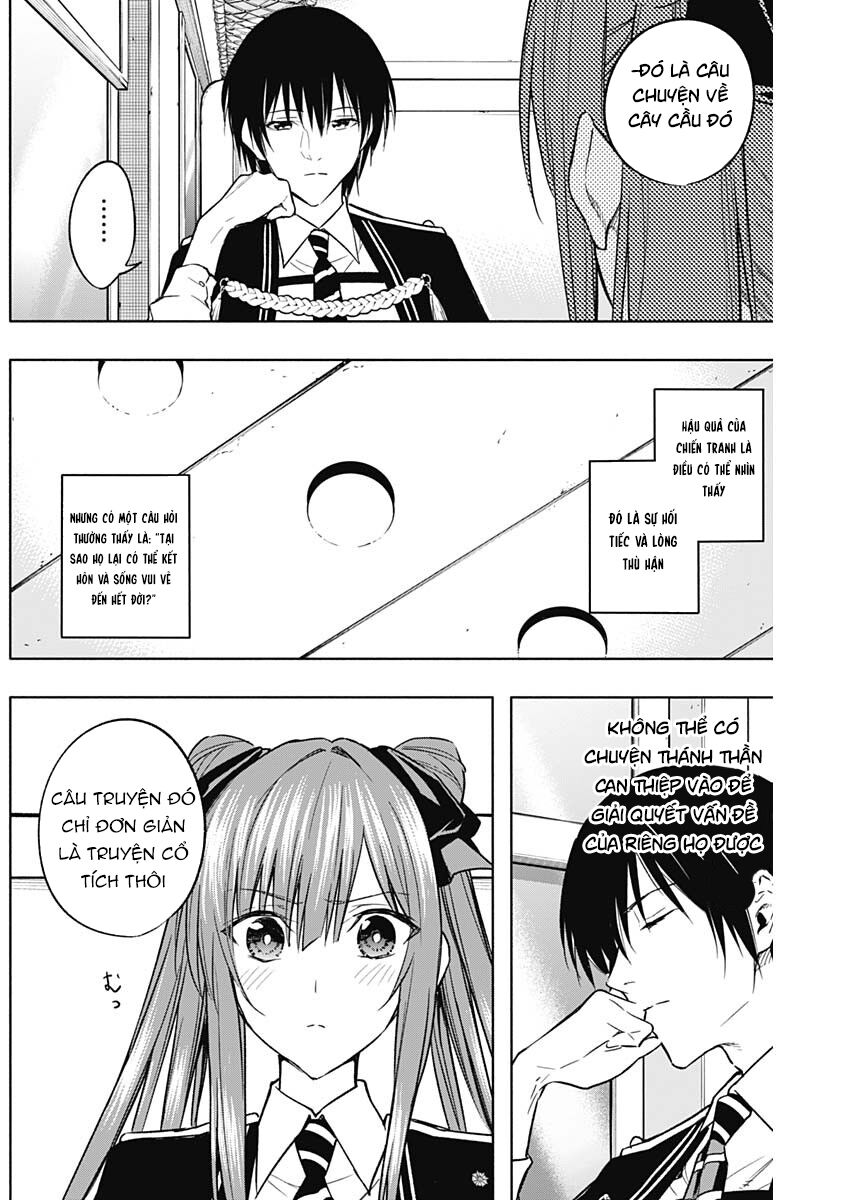 -ĐÓ LÀ CÂU
CHUYỆN VỀ
CÂY CẦU ĐÓ
......
HẬU QUẢ CỦA
CHIẾN TRANH LÀ
ĐIỀU CÓ THỂ NHÌN
THẤY
ĐÓ LÀ SỰ HỐI
TIẾC VÀ LÒNG
THÙ HẬN
NHƯNG CÓ MỘT CÂU HỎI
THƯỜNG THẤY LÀ: "TẠI
SAO HỌ LẠI CÓ THỂ KẾT
HÔN VÀ SỐNG VUI VẺ
ĐẾN HẾT ĐỜI?"
KHÔNG THỂ CÓ
CHUYỆN THÁNH THẦN
CAN THIỆP VÀO ĐỂ
GIẢI QUYẾT VẤN ĐỀ
CỦA RIÊNG HỌ ĐƯỢC
CÂU TRUYỆN ĐÓ
CHỈ ĐƠN GIẢN
LÀ TRUYỆN CỔ
TÍCH THÔI
むっ